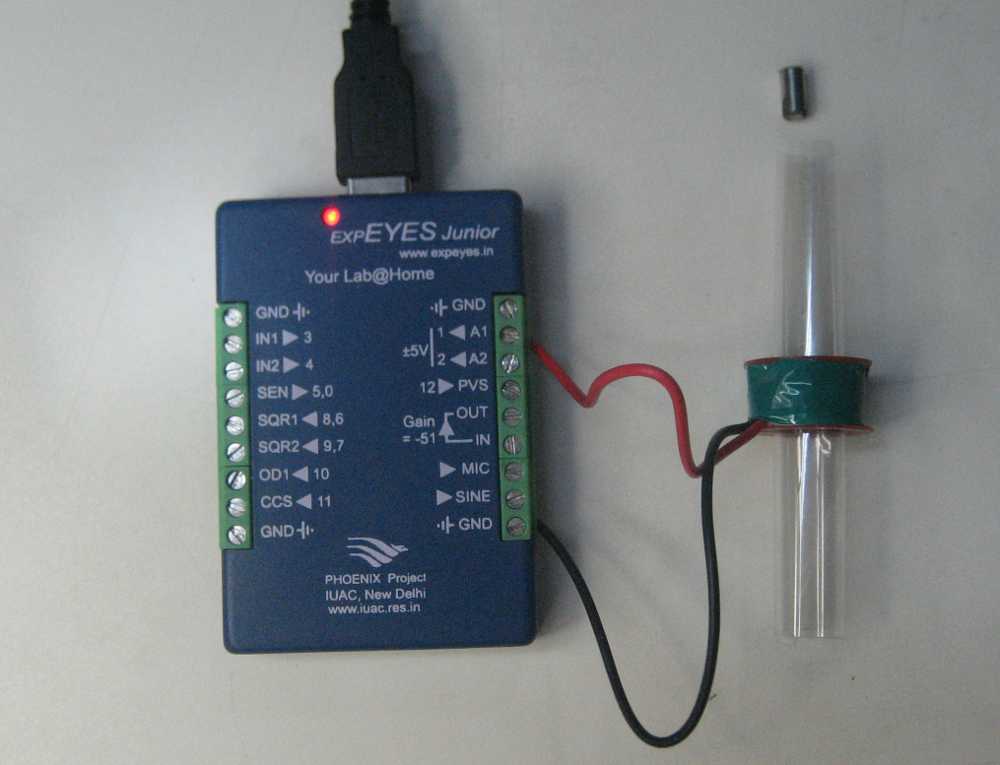 EXPEYES Junior
www.expeyes.in
Your Lab@Home
GND
IN1 3
IN2 4
SEN 5,0
SQR1 8,6
SQR2 9,7
OD1 10
CCS 11
GND
GND
1 A1
±5V
2 A2
12 PVS
OUT
Gain
= -51
IN
MIC
SINE
GND
PHOENIX Project
IUAC, New Delhi
www.iuac.res.in